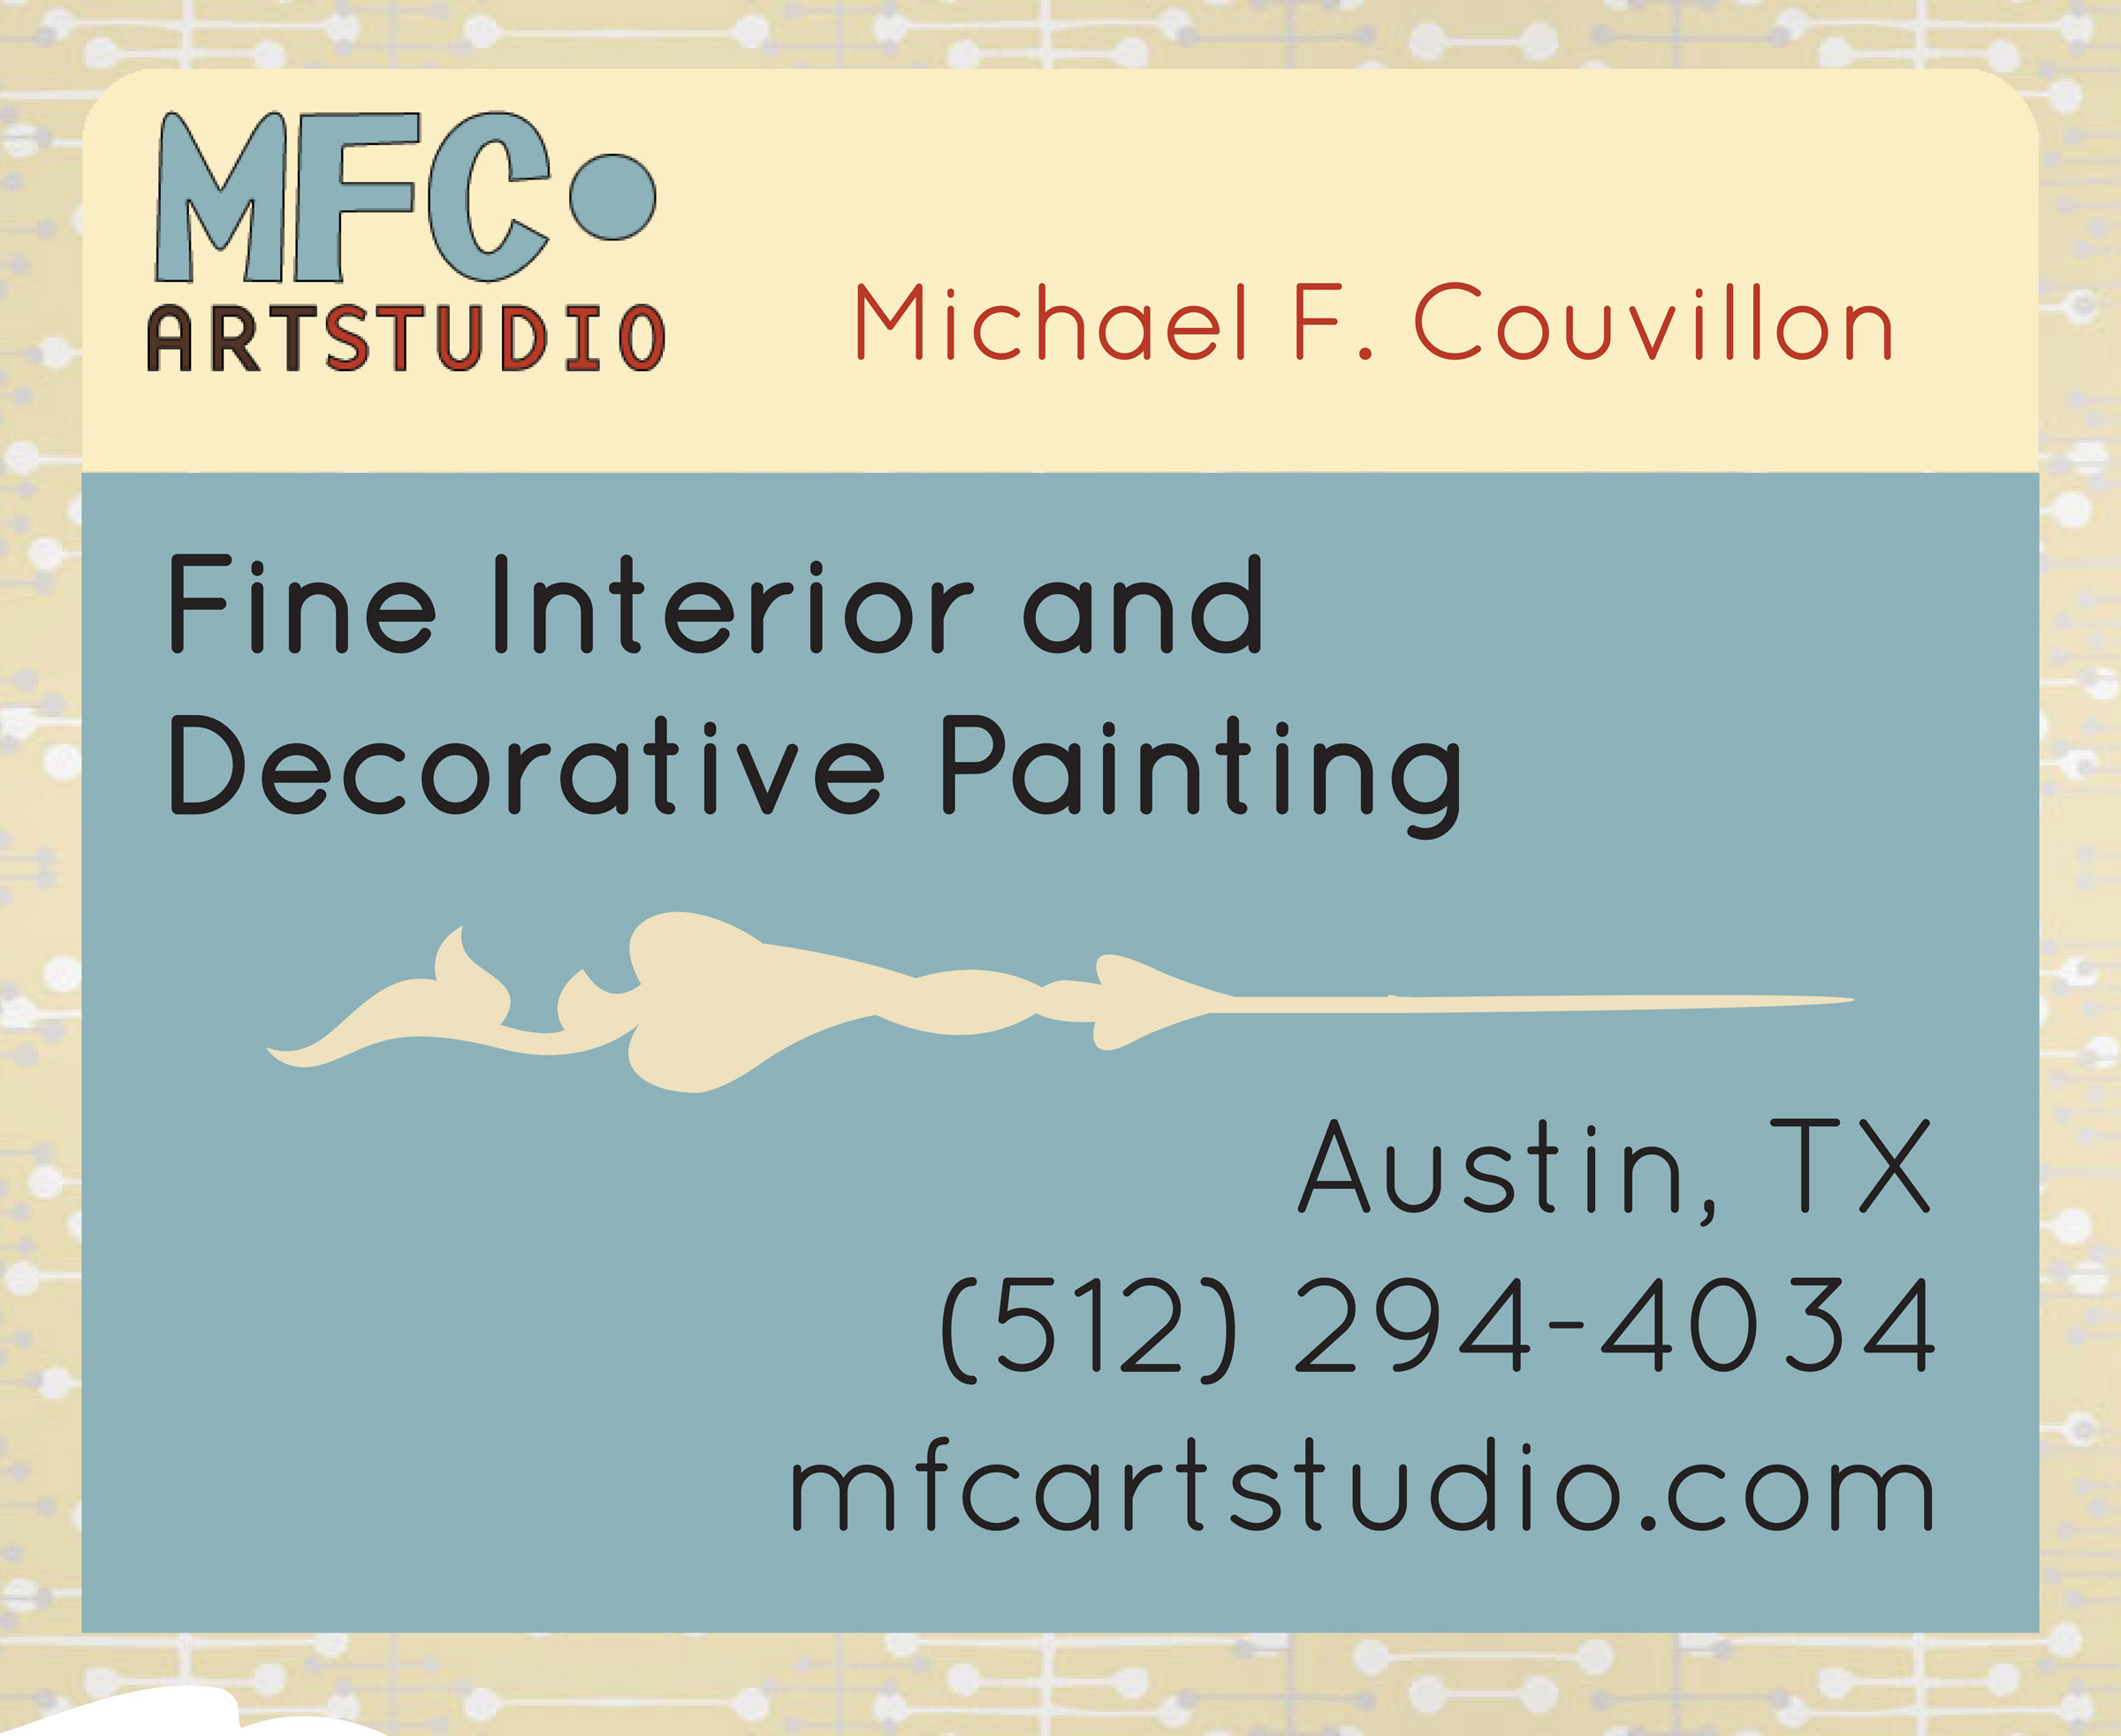 MFC•
ARTSTUDIO
Michael F. Couvillon
Fine Interior and
Decorative Painting
Austin, TX
(512) 294-4034
mfcartstudio.com